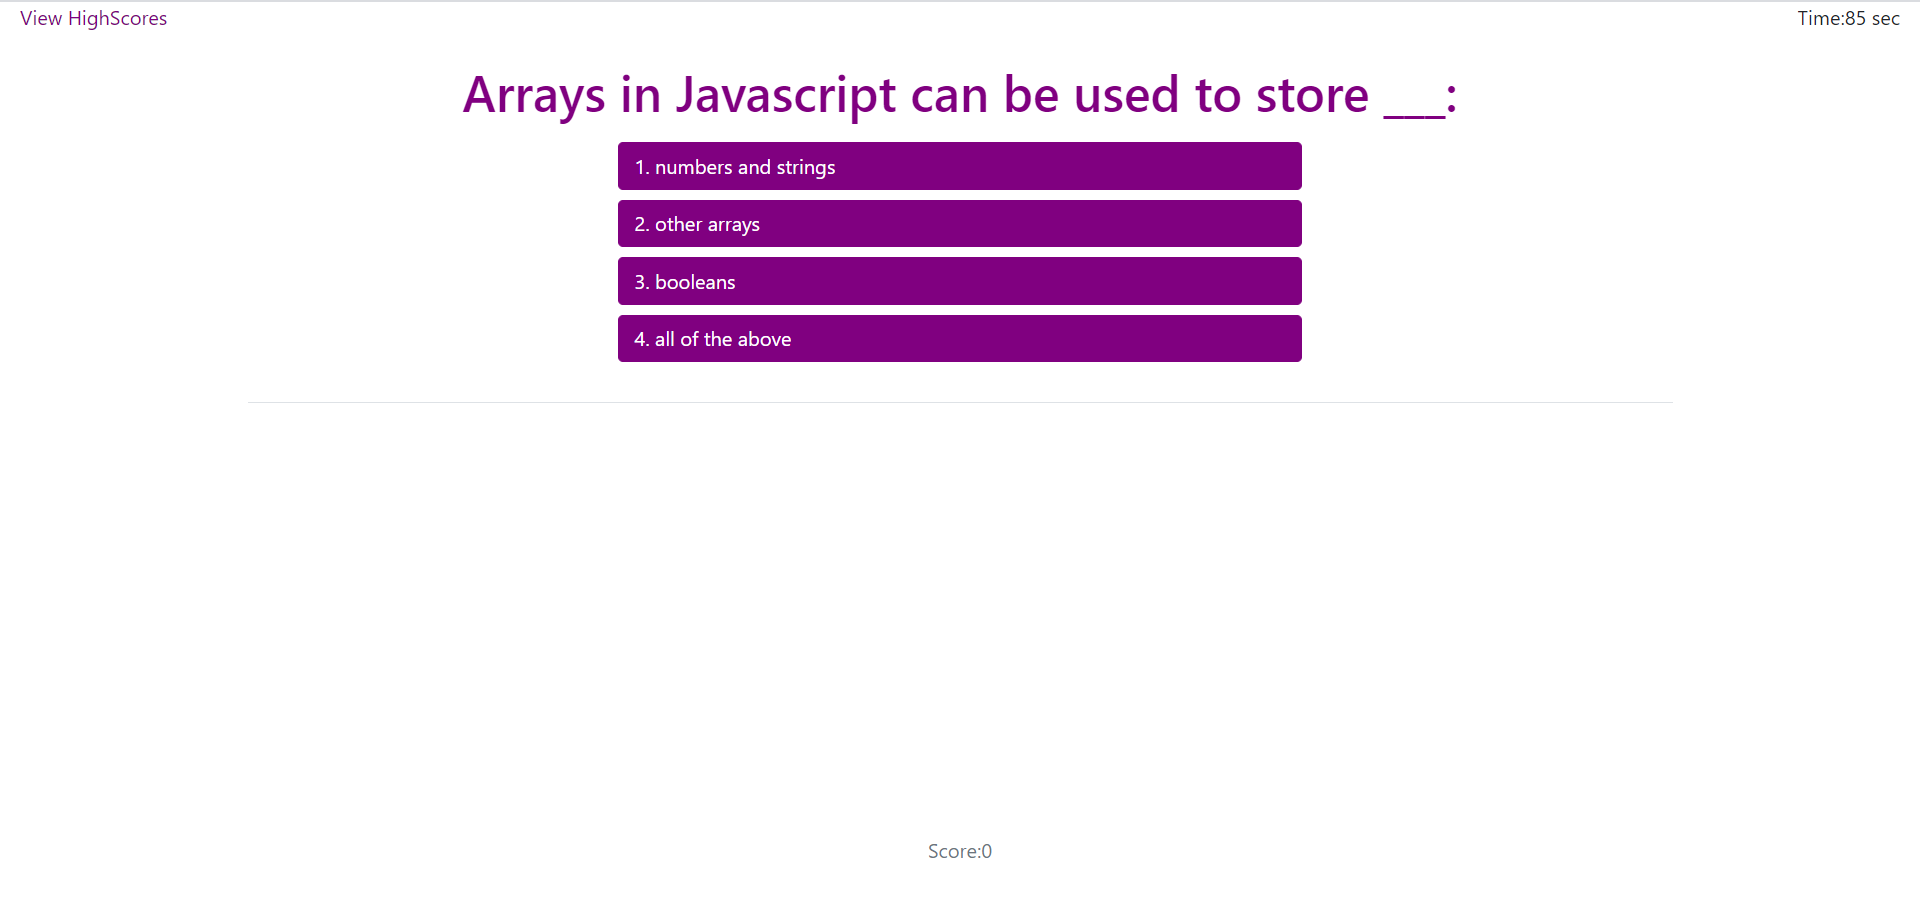 View HighScores
Time:85 sec
Arrays in Javascript can be used to store ___:
1. numbers and strings
2. other arrays
3. booleans
4. all of the above
Score:0